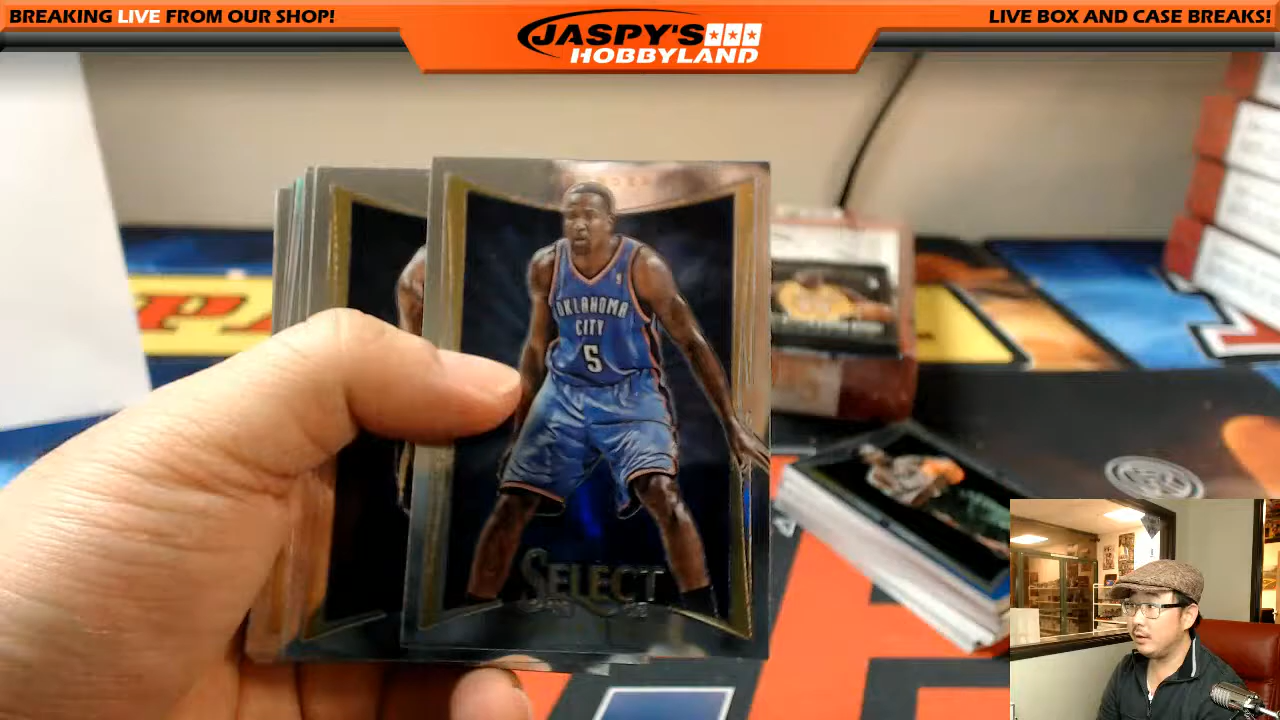 BREAKING LIVE FROM OUR SHOP!
JASPY'S
HOBBYLAND
LIVE BOX AND CASE BREAKS!
OKLAHOMA
CITY
5
SELECT